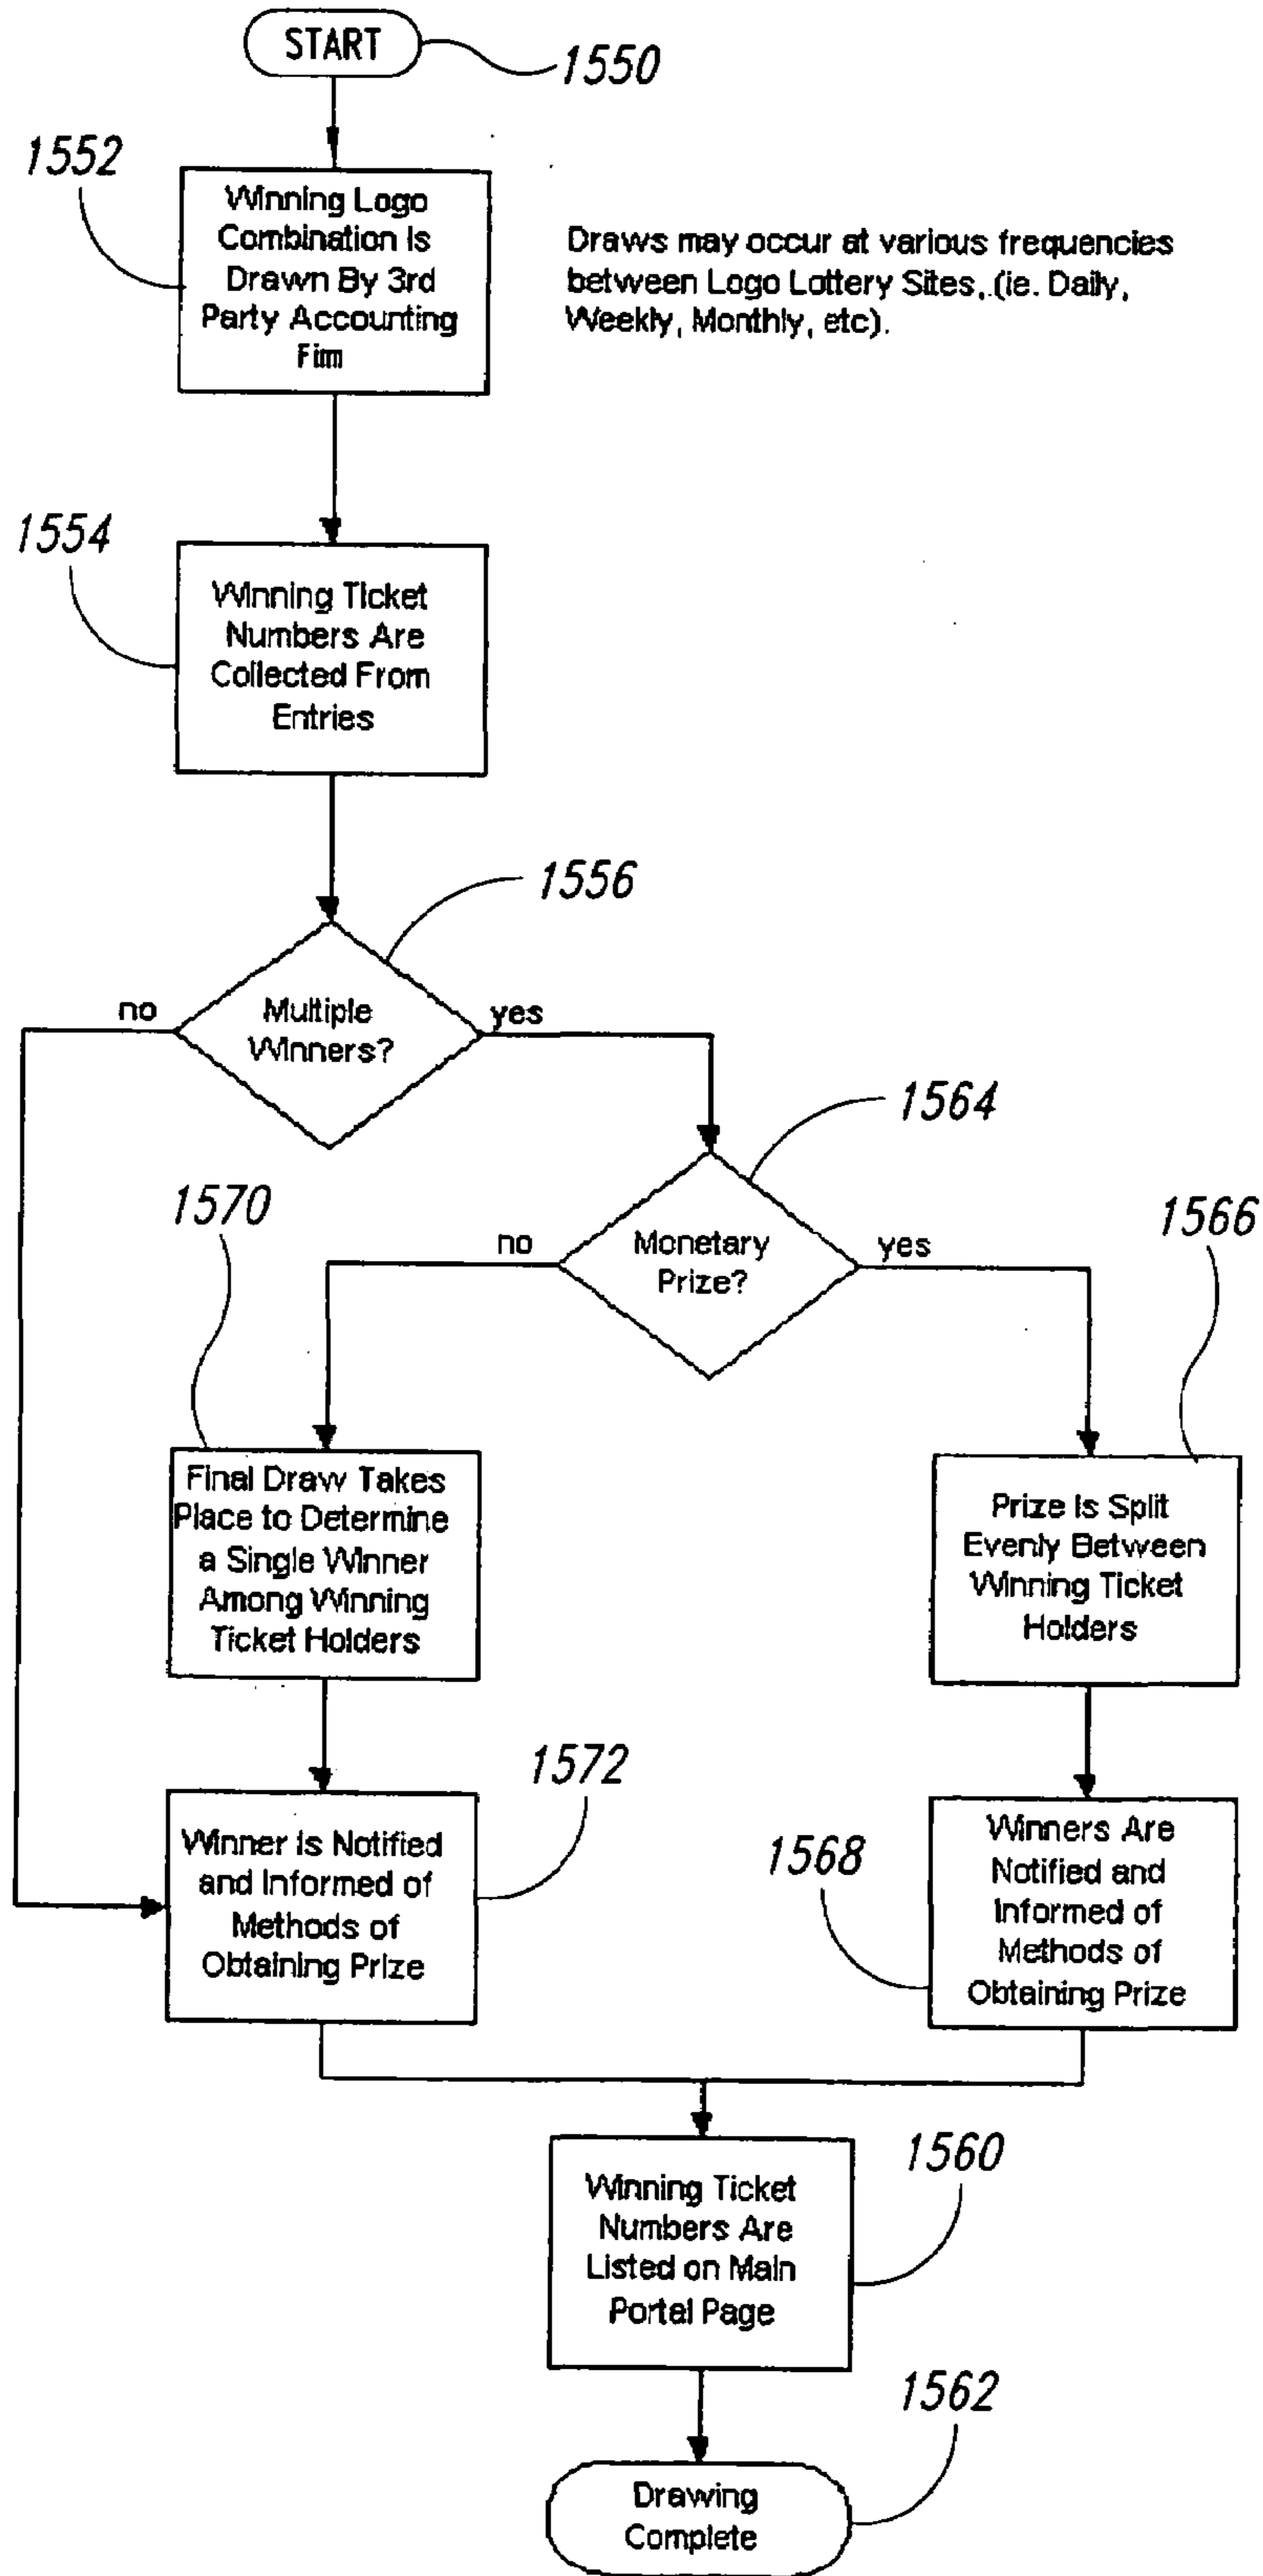 START
1550
1552
Winning Logo
Combination Is
Drawn By 3rd
Party Accounting
Firm
Draws may occur at various frequencies
between Logo Lottery Sites, (ie. Daily,
Weekly, Monthly, etc).
1554
Winning Ticket
Numbers Are
Collected From
Entries
1556
no
Multiple
Winners?
yes
1564
1570
no
Monetary
Prize?
yes
1566
Final Draw Takes
Place to Determine
a Single Winner
Among Winning
Ticket Holders
Prize Is Split
Evenly Between
Winning Ticket
Holders
1572
Winner is Notified
and Informed of
Methods of
Obtaining Prize
1568
Winners Are
Notified and
Informed of
Methods of
Obtaining Prize
1560
Winning Ticket
Numbers Are
Listed on Main
Portal Page
1562
Drawing
Complete